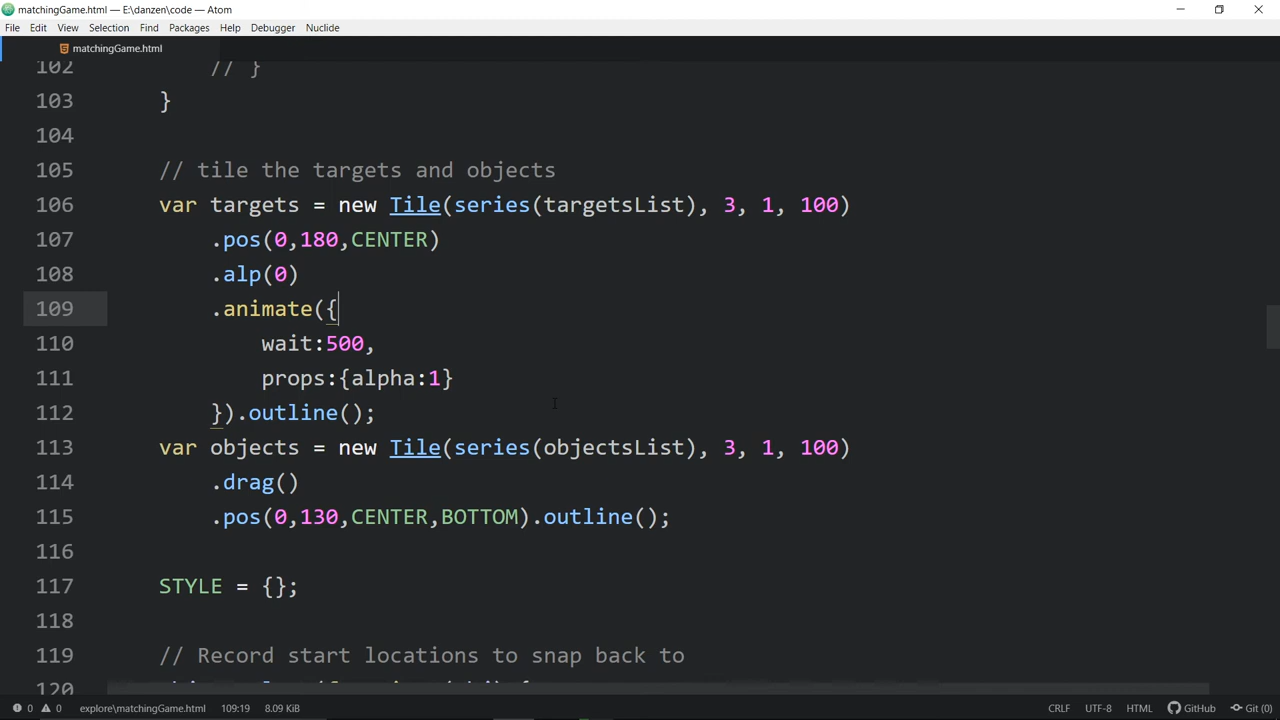 matchingGame.html — E:\danzen\code — Atom
File Edit View Selection Find Packages Help Debugger Nuclide
matchingGame.html
102 // }
103 }
104
105 // tile the targets and objects
106 var targets = new Tile(series(targetsList), 3, 1, 100)
107 .pos(0,180,CENTER)
108 .alp(0)
109 .animate({
110 wait:500,
111 props:{alpha:1}
112 }).outline();
113 var objects = new Tile(series(objectsList), 3, 1, 100)
114 .drag()
115 .pos(0,130,CENTER,BOTTOM).outline();
116
117 STYLE = {};
118
119 // Record start locations to snap back to
120
0 0 explore\matchingGame.html 109:19 8.09 KiB CRLF UTF-8 HTML GitHub Git (0)